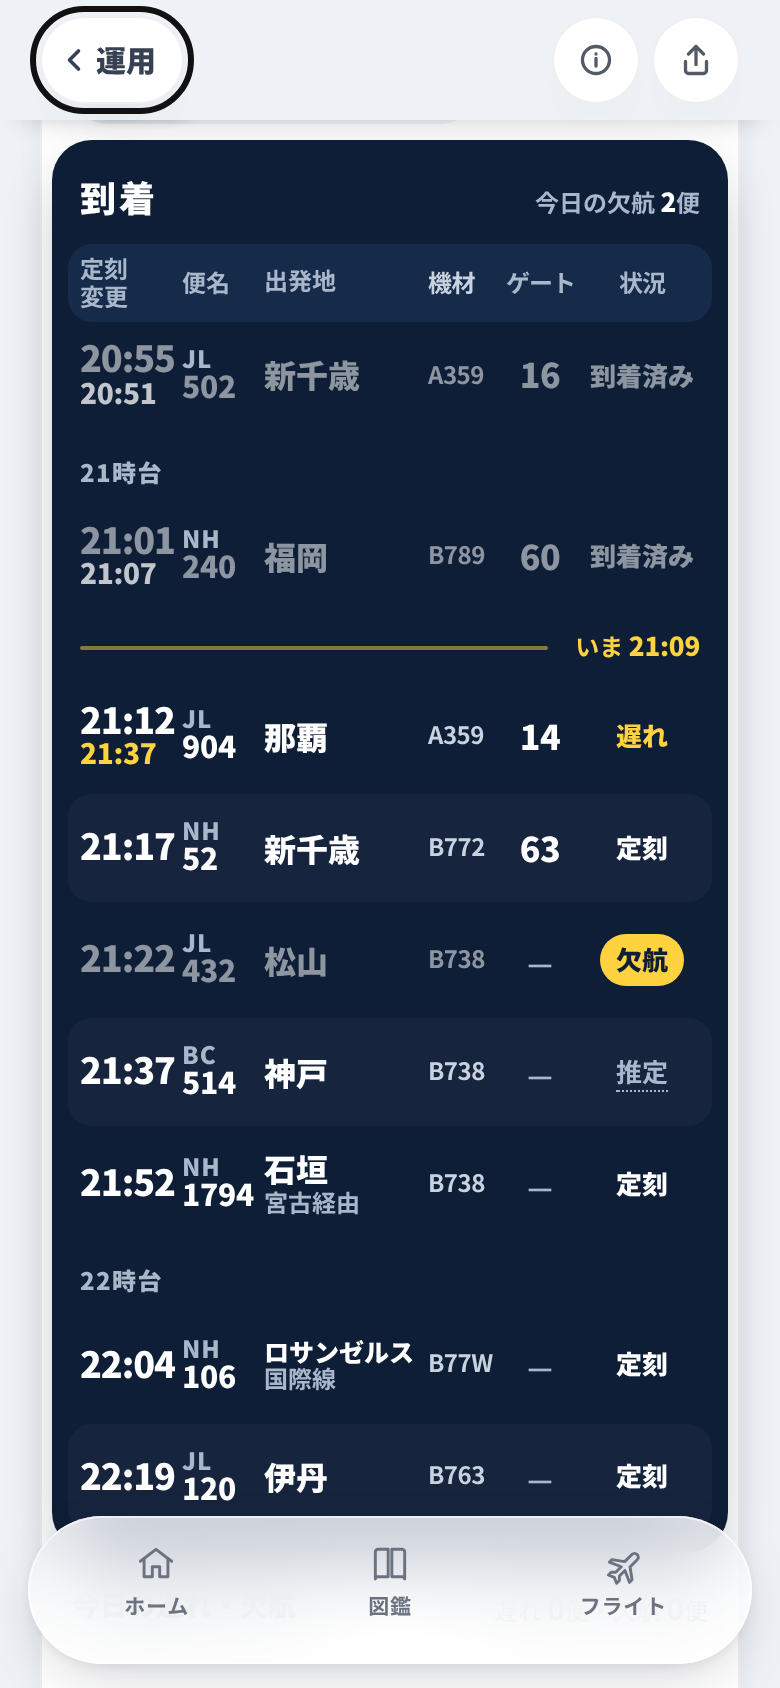 運用
到着
今日の欠航 2便
定刻 変更 便名 出発地 機材 ゲート 状況
20:55 JL 502 新千歳 A359 16 到着済み
20:51
21時台
21:01 NH 240 福岡 B789 60 到着済み
21:07
いま 21:09
21:12 JL 904 那覇 A359 14 遅れ
21:37
21:17 NH 52 新千歳 B772 63 定刻
21:22 JL 432 松山 B738 — 欠航
21:37 BC 514 神戸 B738 — 推定
21:52 NH 1794 石垣 B738 — 定刻
宮古経由
22時台
22:04 NH 106 ロサンゼルス B77W — 定刻
国際線
22:19 JL 120 伊丹 B763 — 定刻
ホーム 図鑑 フライト